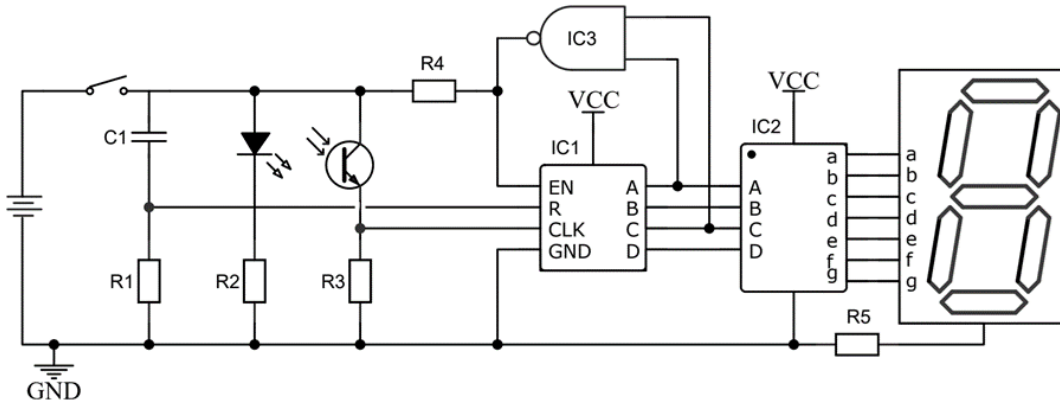 IC3
R4
VCC
VCC
C1
IC1
IC2
EN
R
CLK
GND
A
B
C
D
A
B
C
D
a
b
c
d
e
f
g
a
b
c
d
e
f
g
R1
R2
R3
R5
GND